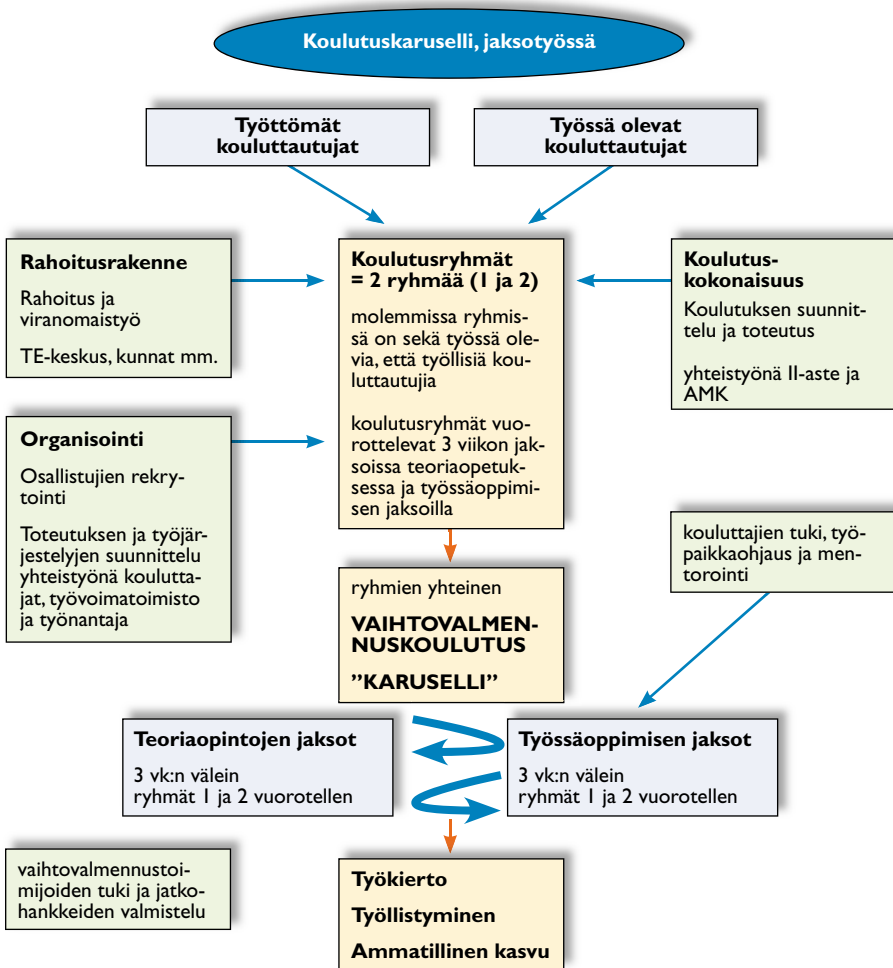 Koulutuskaruselli, jaksotyössä
Työttömät
kouluttautujat
Työssä olevat
kouluttautujat
Rahoitusrakenne
Rahoitus ja
viranomaistyö
TE-keskus, kunnat mm.
Koulutusryhmät
= 2 ryhmää (1 ja 2)
molemmissa ryhmis-
sä on sekä työssä ole-
via, että työllisiä kou-
luttautujia
koulutusryhmät vuo-
rottelevat 3 viikon jak-
soissa teoriaopetuk-
sessa ja työssäoppimi-
sen jaksoilla
Koulutus-
kokonaisuus
Koulutuksen suunnit-
telu ja toteutus
yhteistyönä II-aste ja
AMK
Organisointi
Osallistujien rekry-
tointi
Toteutuksen ja työjär-
jestelyjen suunnittelu
yhteistyönä koulutta-
jat, työvoimatoimisto
ja työnantaja
kouluttajien tuki, työ-
paikkaohjaus ja men-
torointi
ryhmien yhteinen
VAIHTOVALMEN-
NUSKOULUTUS
”KARUSELLI”
Teoriaopintojen jaksot
3 vk:n välein
ryhmät 1 ja 2 vuorotellen
Työssäoppimisen jaksot
3 vk:n välein
ryhmät 1 ja 2 vuorotellen
vaihtovalmennustoi-
mijoiden tuki ja jatko-
hankkeiden valmistelu
Työkierto
Työllistyminen
Ammatillinen kasvu